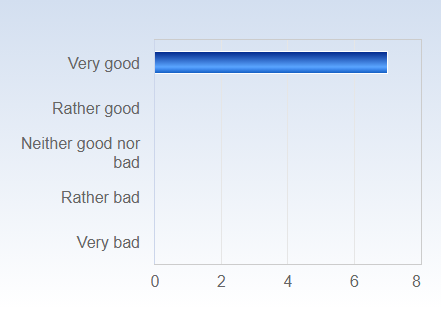 Very good
Rather good
Neither good nor
bad
Rather bad
Very bad
0 2 4 6 8